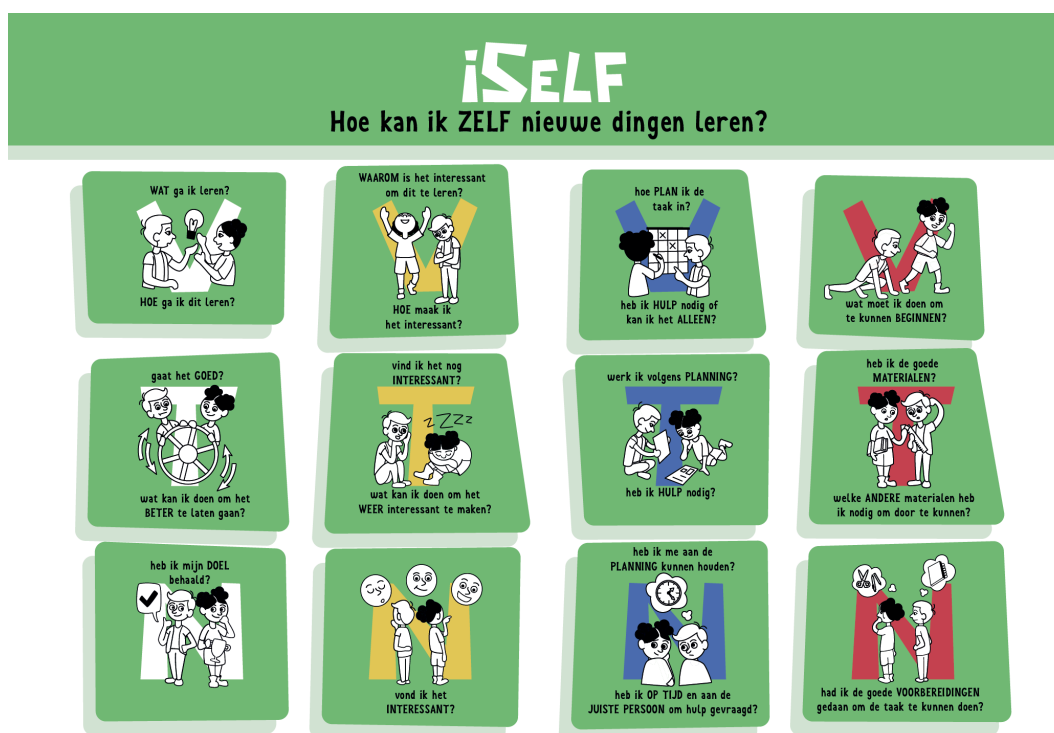 iSELF
Hoe kan ik ZELF nieuwe dingen leren?
WAT ga ik leren?
V
HOE ga ik dit leren?
WAAROM is het interessant
om dit te leren?
V
HOE maak ik
het interessant?
hoe PLAN ik de
taak in?
V
heb ik HULP nodig of
kan ik het ALLEEN?
V
wat moet ik doen om
te kunnen BEGINNEN?
gaat het GOED?
T
wat kan ik doen om het
BETER te laten gaan?
vind ik het nog
INTERESSANT?
T
zZZZz
wat kan ik doen om het
WEER interessant te maken?
werk ik volgens PLANNING?
T
heb ik HULP nodig?
heb ik de goede
MATERIALEN?
T
welke ANDERE materialen heb
ik nodig om door te kunnen?
heb ik mijn DOEL
behaald?
N
N
vond ik het
INTERESSANT?
heb ik me aan de
PLANNING kunnen houden?
N
heb ik OP TIJD en aan de
JUISTE PERSOON om hulp gevraagd?
N
had ik de goede VOORBEREIDINGEN
gedaan om de taak te kunnen doen?